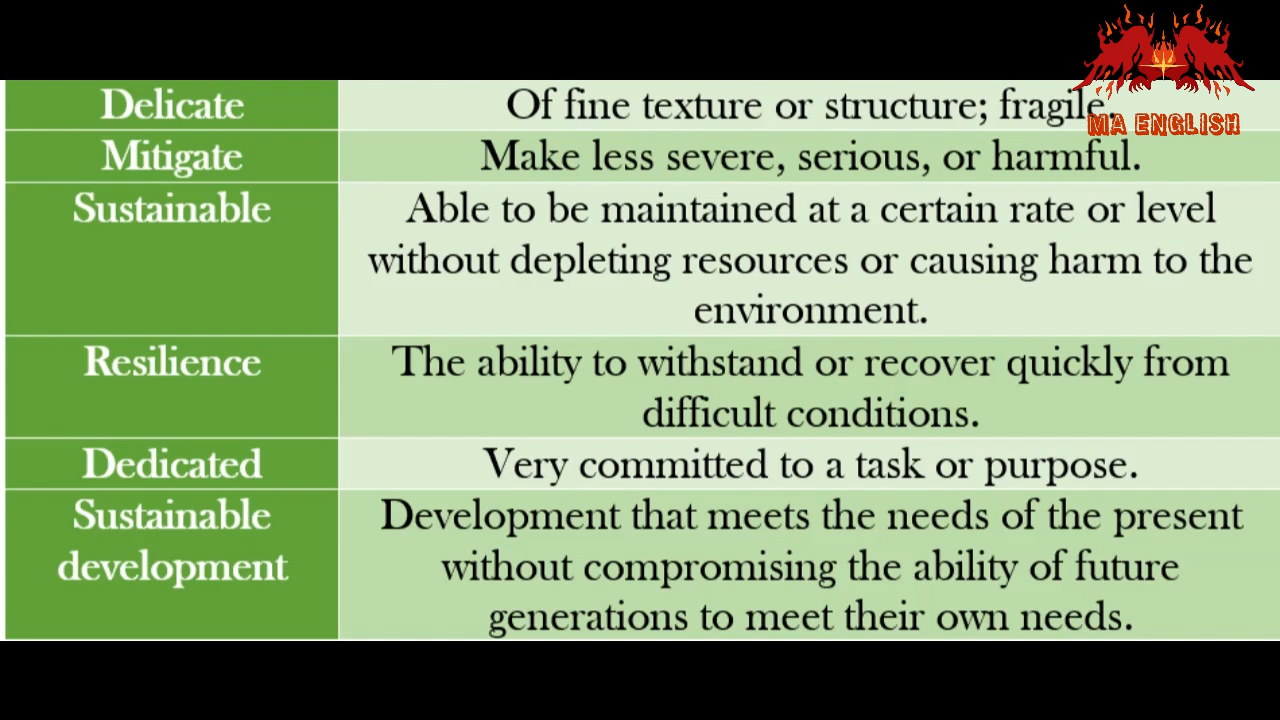 Delicate
Of fine texture or structure; fragile.
MA ENGLISH
Mitigate
Make less severe, serious, or harmful.
Sustainable
Able to be maintained at a certain rate or level
without depleting resources or causing harm to the
environment.
Resilience
The ability to withstand or recover quickly from
difficult conditions.
Dedicated
Very committed to a task or purpose.
Sustainable
development
Development that meets the needs of the present
without compromising the ability of future
generations to meet their own needs.